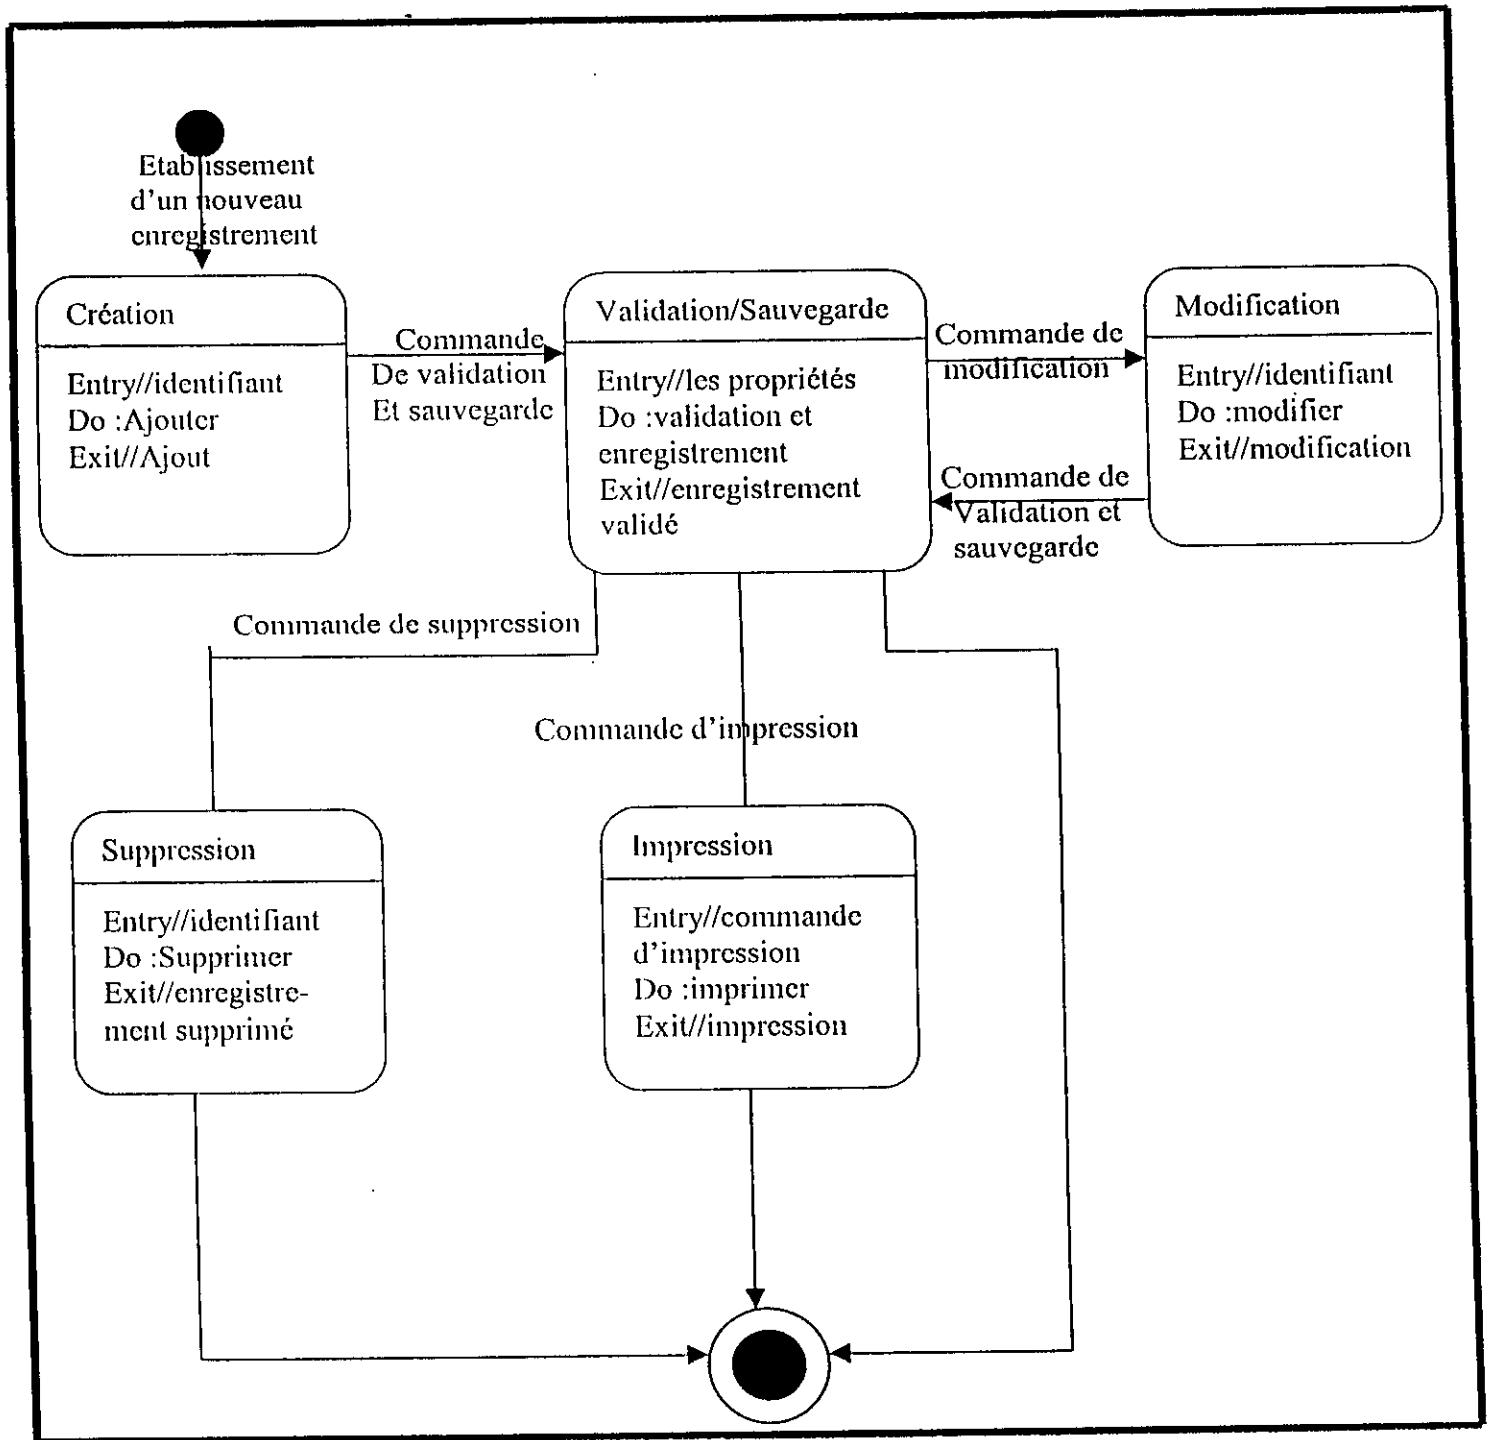 Etablissement
d'un nouveau
enregistrement
Création
Entry//identifiant
Do :Ajouter
Exit//Ajout
Commande
De validation
Et sauvegarde
Validation/Sauvegarde
Entry//les propriétés
Do :validation et
enregistrement
Exit//enregistrement
validé
Commande de
modification
Commande de
Validation et
sauvegarde
Modification
Entry//identifiant
Do :modifier
Exit//modification
Commande de suppression
Commande d'impression
Suppression
Entry//identifiant
Do :Supprimer
Exit//enregistre-
ment supprimé
Impression
Entry//commande
d'impression
Do :imprimer
Exit//impression